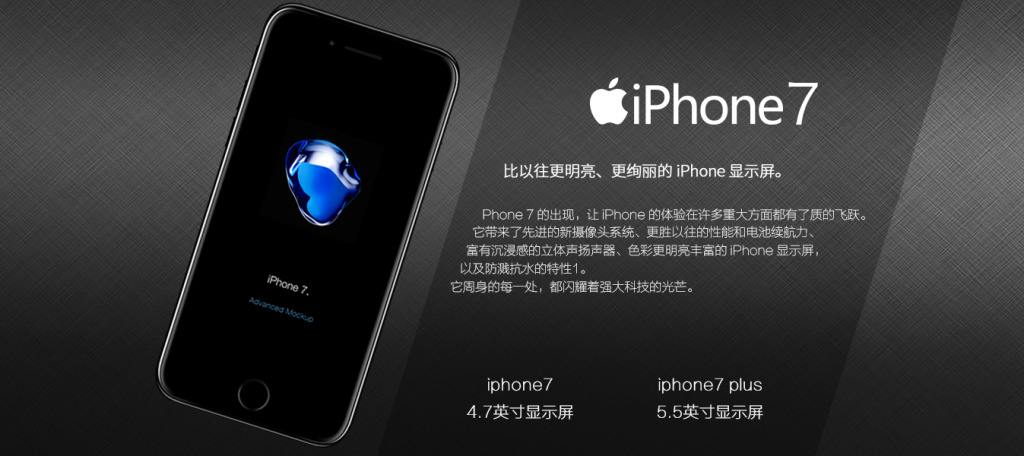 iPhone7
比以往更明亮、更绚丽的 iPhone 显示屏。
Phone 7 的出现，让 iPhone 的体验在许多重大方面都有了质的飞跃。
它带来了先进的新摄像头系统、更胜以往的性能和电池续航力、
富有沉浸感的立体声扬声器、色彩更明亮丰富的 iPhone 显示屏，
以及防溅抗水的特性1。
它周身的每一处，都闪耀着强大科技的光芒。
iPhone 7.
Advanced Mockup
iphone7
4.7英寸显示屏
iphone7 plus
5.5英寸显示屏